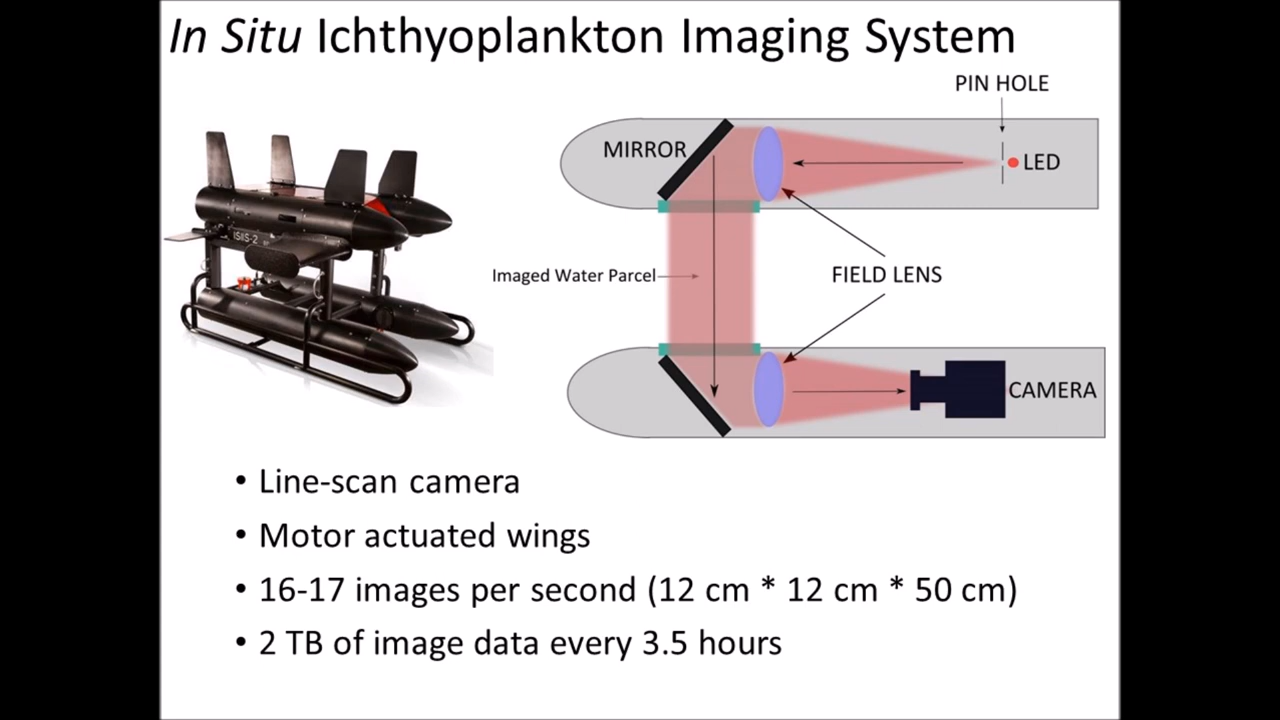 In Situ Ichthyoplankton Imaging System
PIN HOLE
MIRROR
LED
ISIIS-2
Imaged Water Parcel
FIELD LENS
CAMERA
• Line-scan camera
• Motor actuated wings
• 16-17 images per second (12 cm * 12 cm * 50 cm)
• 2 TB of image data every 3.5 hours